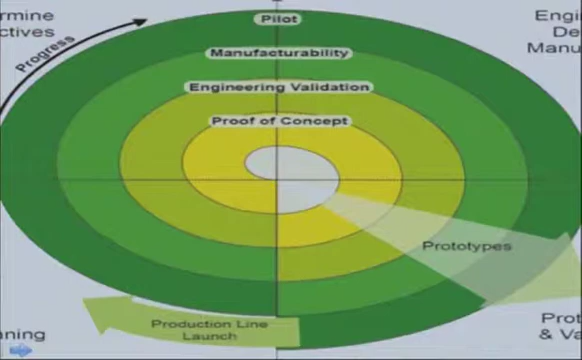 rmine
ctives
Progress
Pilot
Engi
De
Manu
Manufacturability
Engineering Validation
Proof of Concept
Prototypes
Production Line
Launch
nning
Prot
& Va